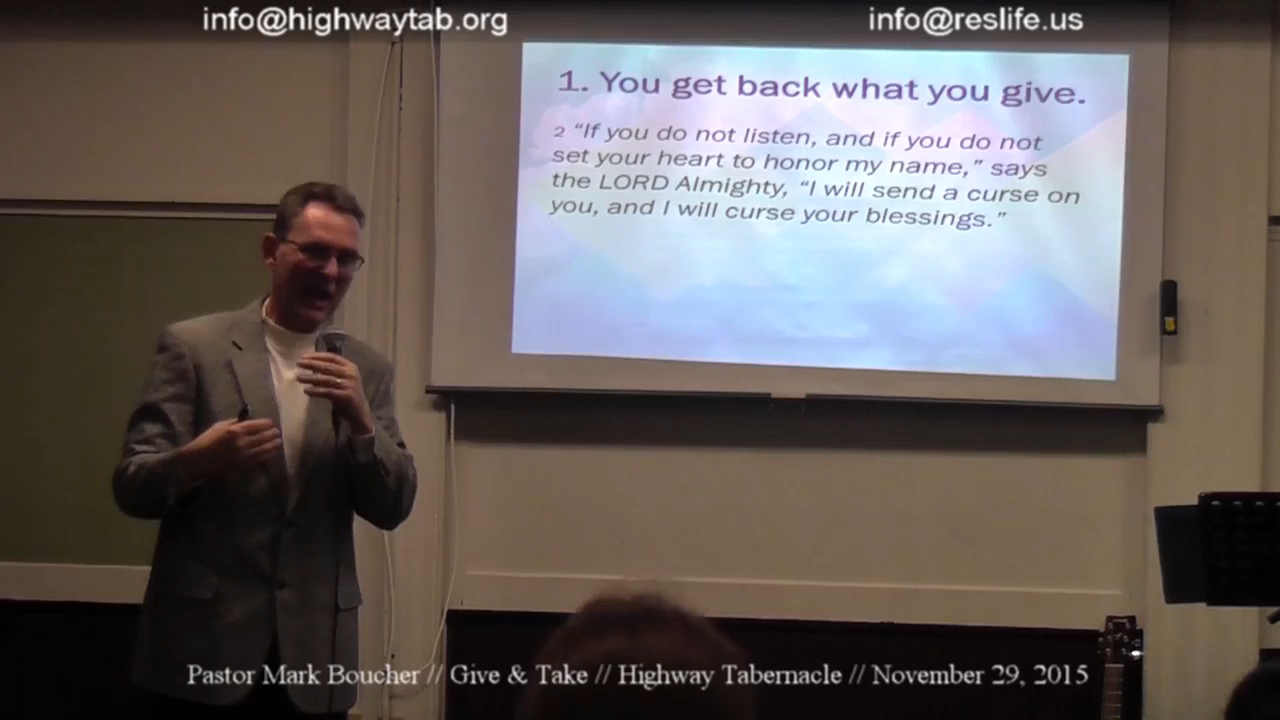 info@highwaytab.org
info@reslife.us
1. You get back what you give.
2 “If you do not listen, and if you do not
set your heart to honor my name,” says
the LORD Almighty, “I will send a curse on
you, and I will curse your blessings.”
Pastor Mark Boucher // Give & Take // Highway Tabernacle // November 29, 2015